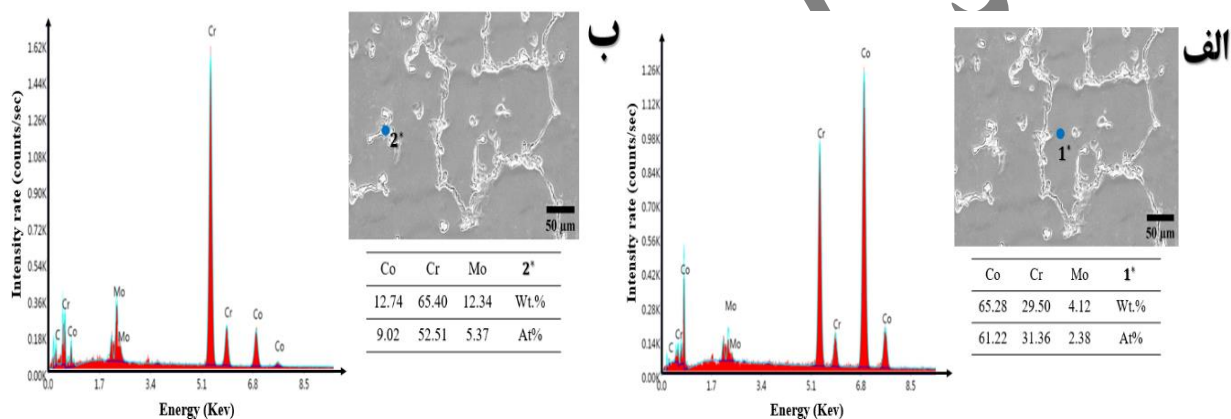 الف
1.26K
1.12K
0.98K
0.84K
0.70K
0.56K
0.42K
0.28K
0.14K
0.00K
Intensity rate (counts/sec)
0.0 1.7 3.4 5.1 6.8 8.5
Energy (Kev)
C Cr Co Mo Mo Cr Cr Co Co
1*
50 µm
Co Cr Mo 1*
65.28 29.50 4.12 Wt.%
61.22 31.36 2.38 At%
ب
1.62K
1.44K
1.26K
1.08K
0.90K
0.72K
0.54K
0.36K
0.18K
0.00K
Intensity rate (counts/sec)
0.0 1.7 3.4 5.1 6.8 8.5
Energy (Kev)
C Cr Co Mo Mo Cr Cr Co Co
2*
50 µm
Co Cr Mo 2*
12.74 65.40 12.34 Wt.%
9.02 52.51 5.37 At%